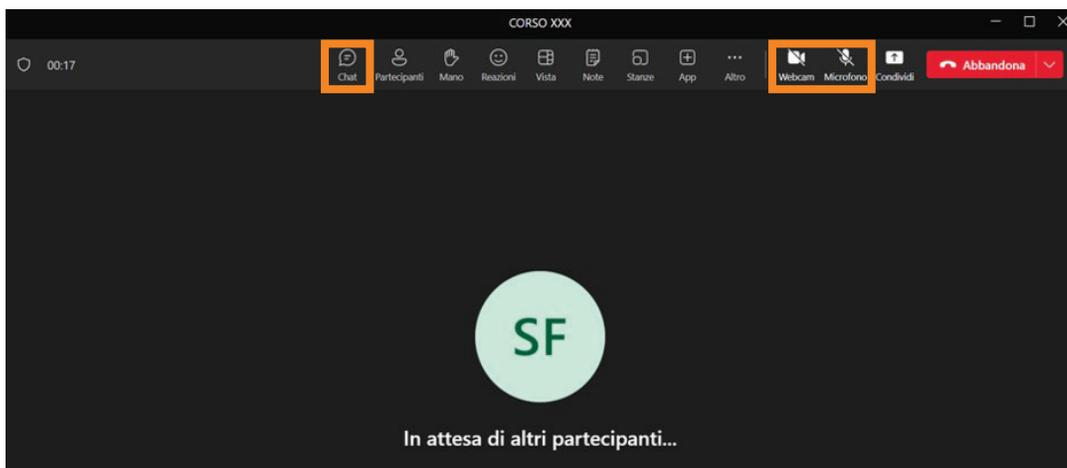 CORSO XXX
00:17
Chat Partecipanti Mano Reazioni Vista Note Stanze App Altro Webcam Microfono Condividi Abbandona
SF
In attesa di altri partecipanti...